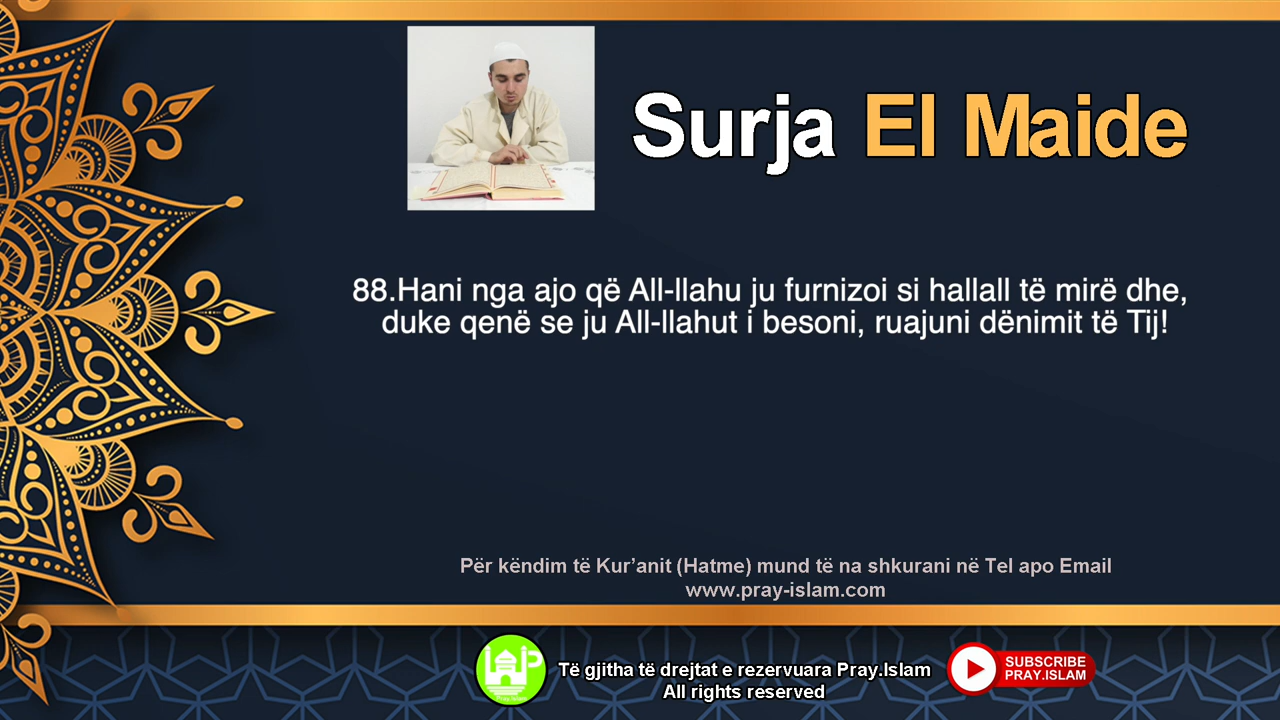 Surja El Maide
88.Hani nga ajo që All-llahu ju furnizoi si hallall të mirë dhe,
duke qenë se ju All-llahut i besoni, ruajuni dënimit të Tij!
Për këndim të Kur’anit (Hatme) mund të na shkurani në Tel apo Email
www.pray-islam.com
Pray.Islam
Të gjitha të drejtat e rezervuara Pray.Islam
All rights reserved
SUBSCRIBE
PRAY.ISLAM